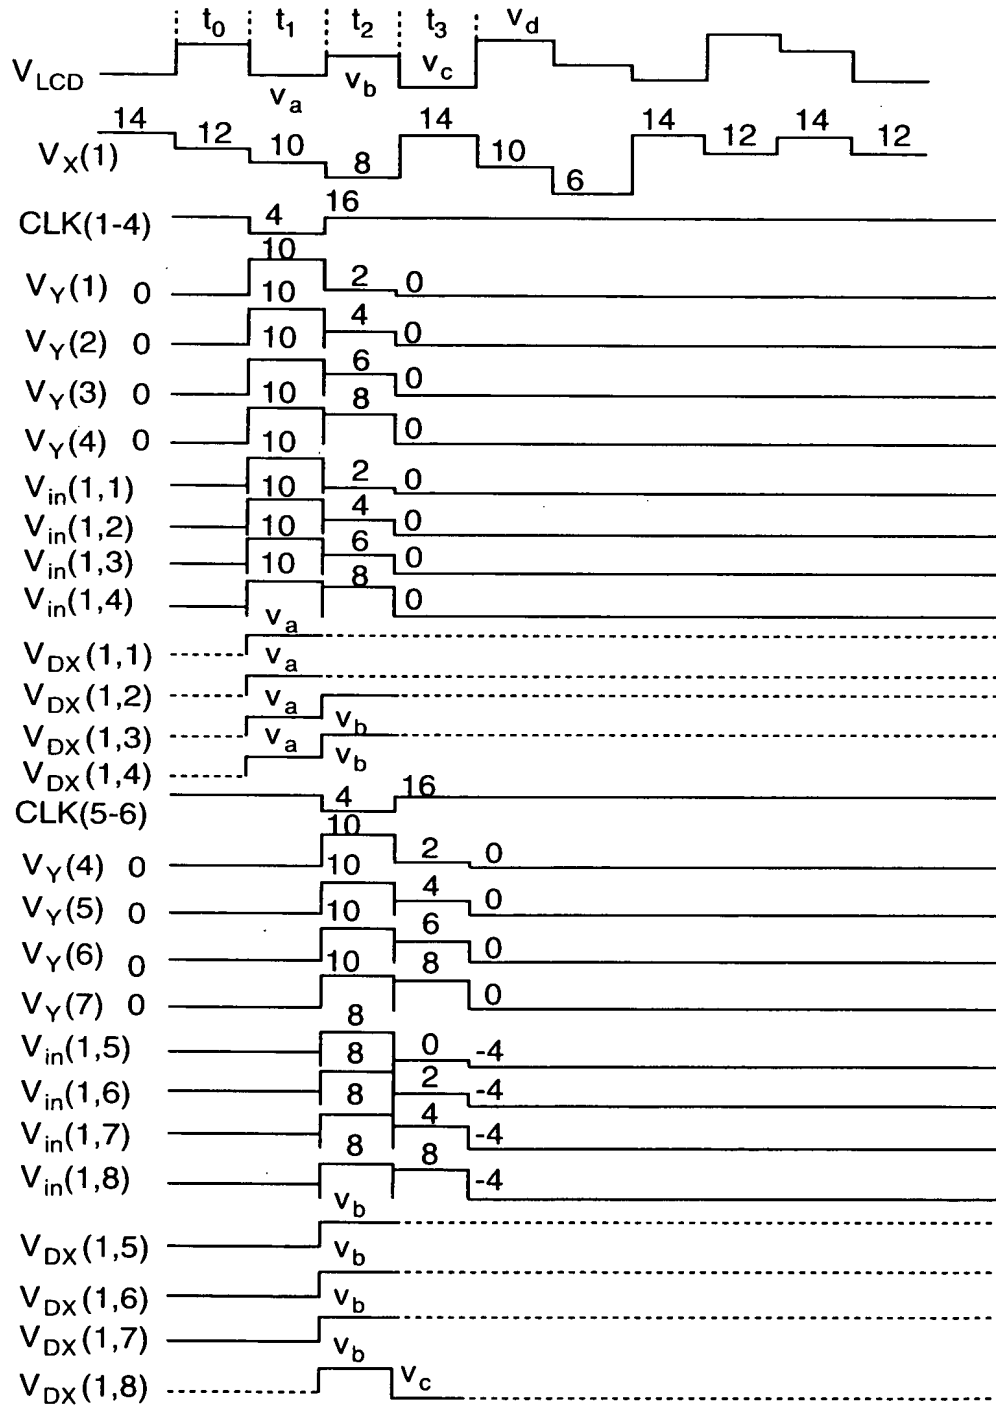 t0 t1 t2 t3 vd
VLCD va vb vc
14 12 10 8 14 10 6 14 12 14 12
VX(1)
CLK(1-4) 4 16
10
VY(1) 0 10 2 0
VY(2) 0 10 4 0
VY(3) 0 10 6 0
8
VY(4) 0 10
Vin(1,1) 10 2 0
Vin(1,2) 10 4 0
Vin(1,3) 10 6 0
Vin(1,4) 8 0
va
VDX(1,1) va
VDX(1,2) va
VDX(1,3) va vb
VDX(1,4) vb
CLK(5-6) 4 16
10
VY(4) 0 10 2 0
VY(5) 0 10 4 0
VY(6) 0 10 6 0
8
VY(7) 0 8 0
Vin(1,5) 8 0 -4
Vin(1,6) 8 2 -4
Vin(1,7) 8 4 -4
Vin(1,8) 8 -4
vb
VDX(1,5) vb
VDX(1,6) vb
VDX(1,7) vb
VDX(1,8) vc